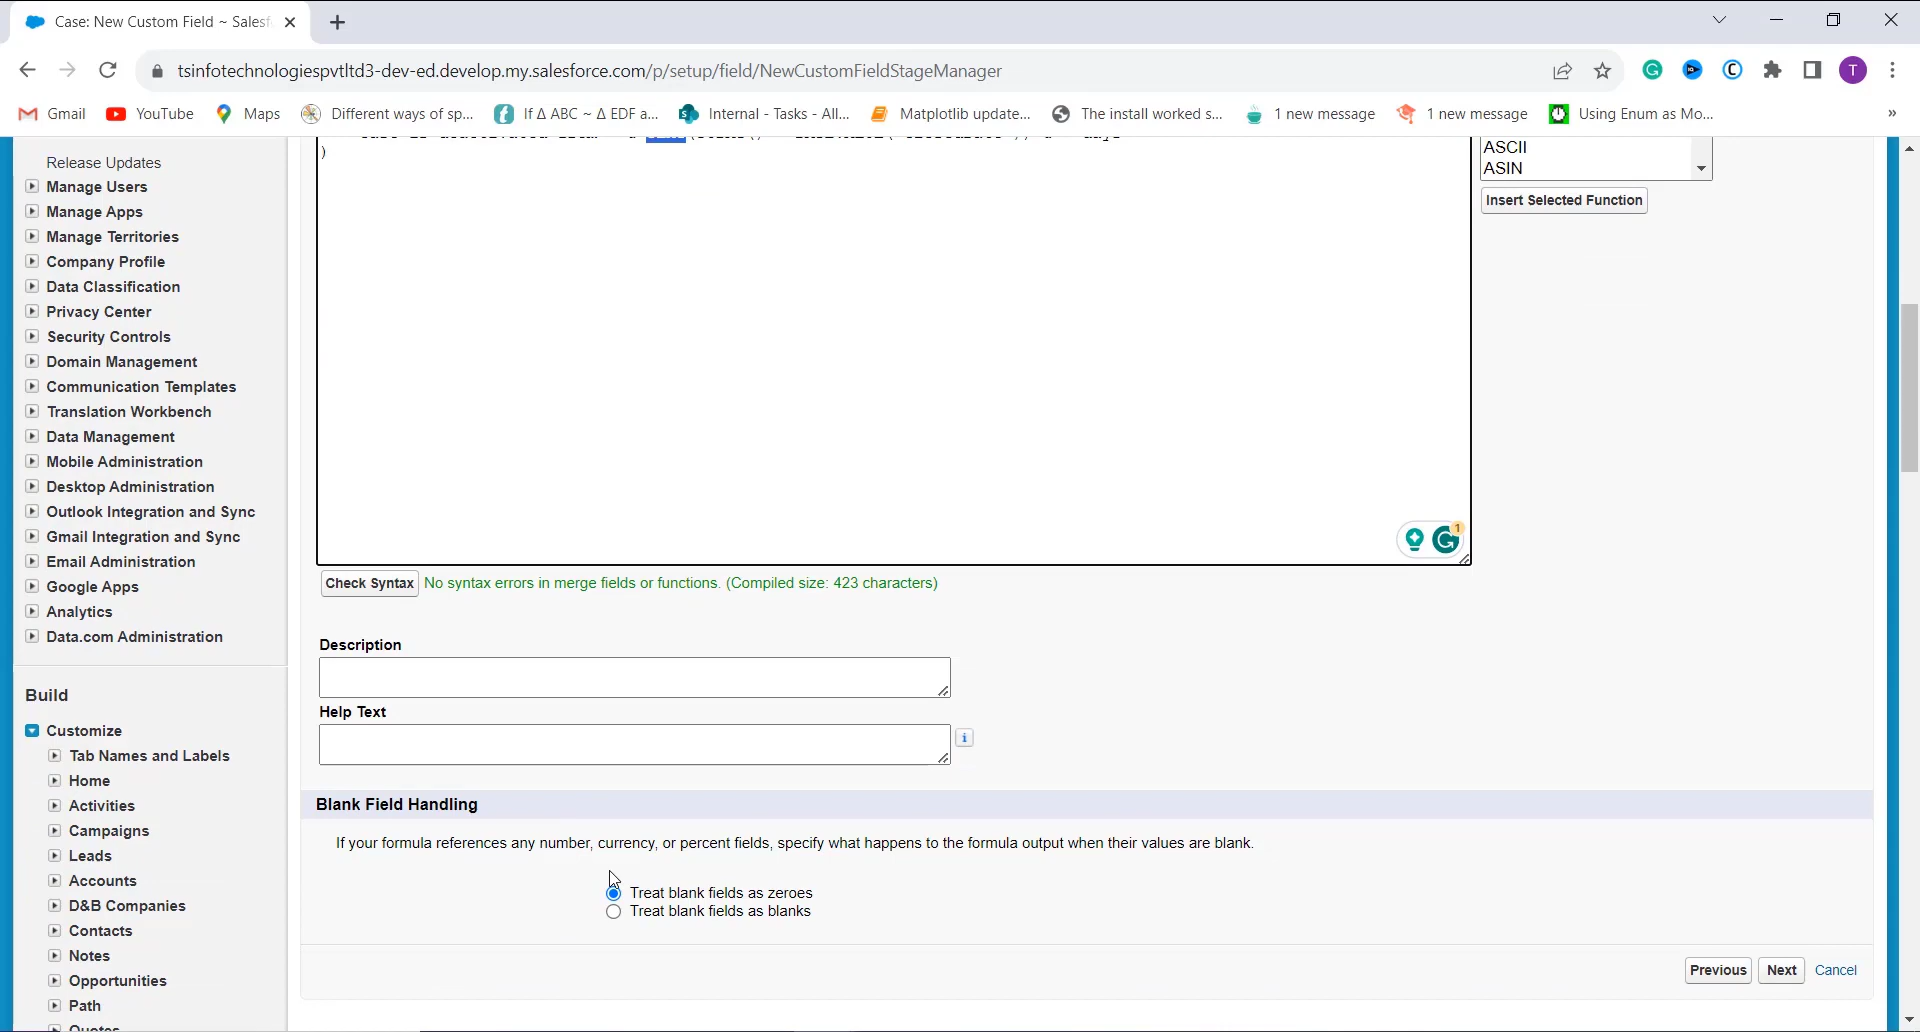 Case: New Custom Field ~ Salesf
tsinfotechnologiespvtltd3-dev-ed.develop.my.salesforce.com/p/setup/field/NewCustomFieldStageManager
T
Gmail
YouTube
Maps
Different ways of sp...
If Δ ABC ~ Δ EDF a...
Internal - Tasks - All...
Matplotlib update...
The install worked s...
1 new message
1 new message
Using Enum as Mo...
»
)
ASCII
ASIN
Insert Selected Function
Release Updates
Manage Users
Manage Apps
Manage Territories
Company Profile
Data Classification
Privacy Center
Security Controls
Domain Management
Communication Templates
Translation Workbench
Data Management
Mobile Administration
Desktop Administration
Outlook Integration and Sync
Gmail Integration and Sync
Email Administration
Google Apps
Analytics
Data.com Administration
Build
Customize
Tab Names and Labels
Home
Activities
Campaigns
Leads
Accounts
D&B Companies
Contacts
Notes
Opportunities
Path
Quotes
1
Check Syntax No syntax errors in merge fields or functions. (Compiled size: 423 characters)
Description
Help Text
i
Blank Field Handling
If your formula references any number, currency, or percent fields, specify what happens to the formula output when their values are blank.
Treat blank fields as zeroes
Treat blank fields as blanks
Previous Next Cancel